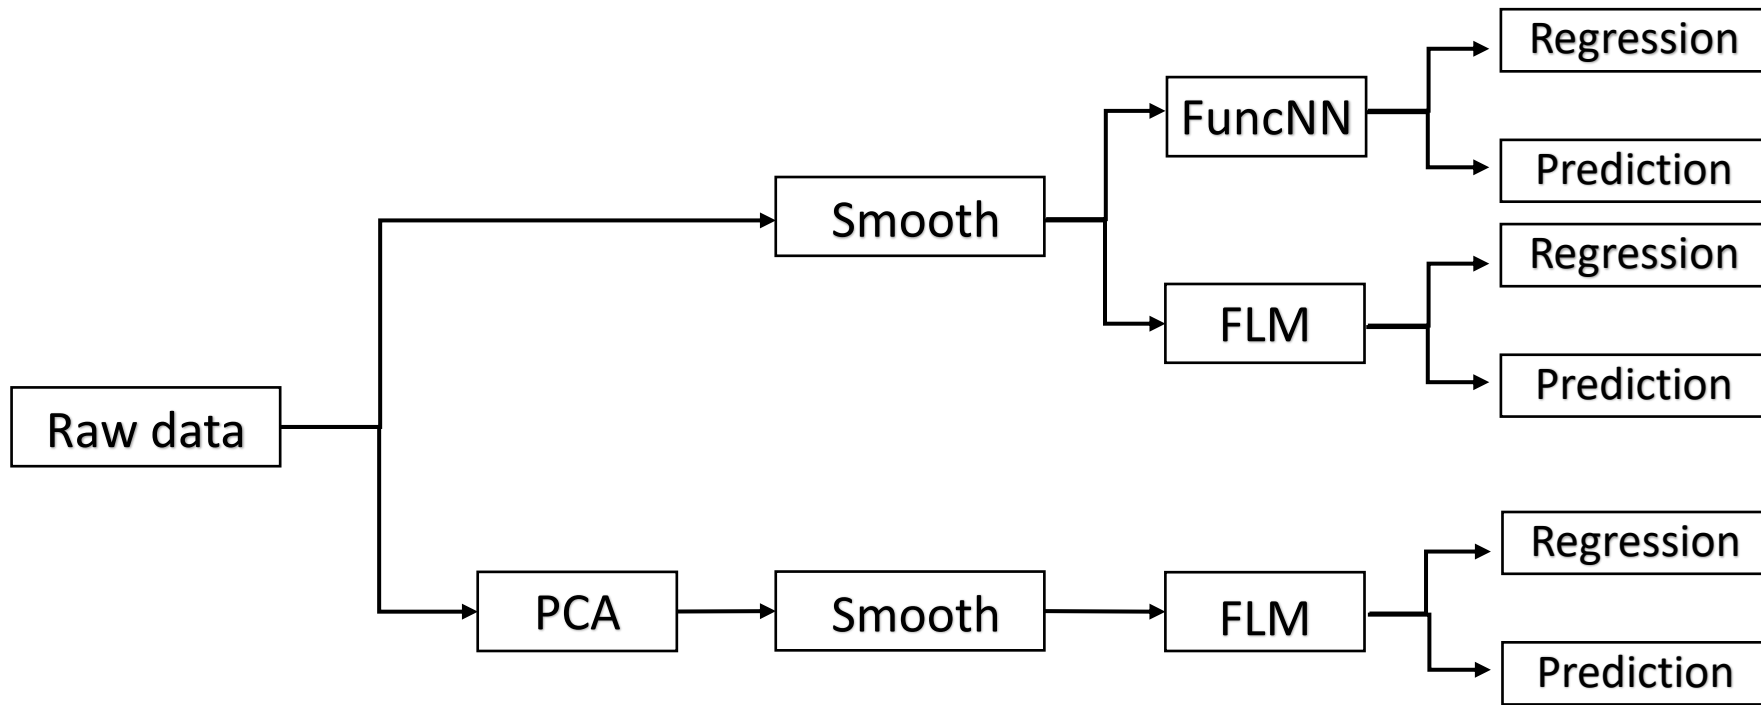 Regression
FuncNN
Prediction
Smooth
Regression
FLM
Prediction
Raw data
Regression
PCA
Smooth
FLM
Prediction